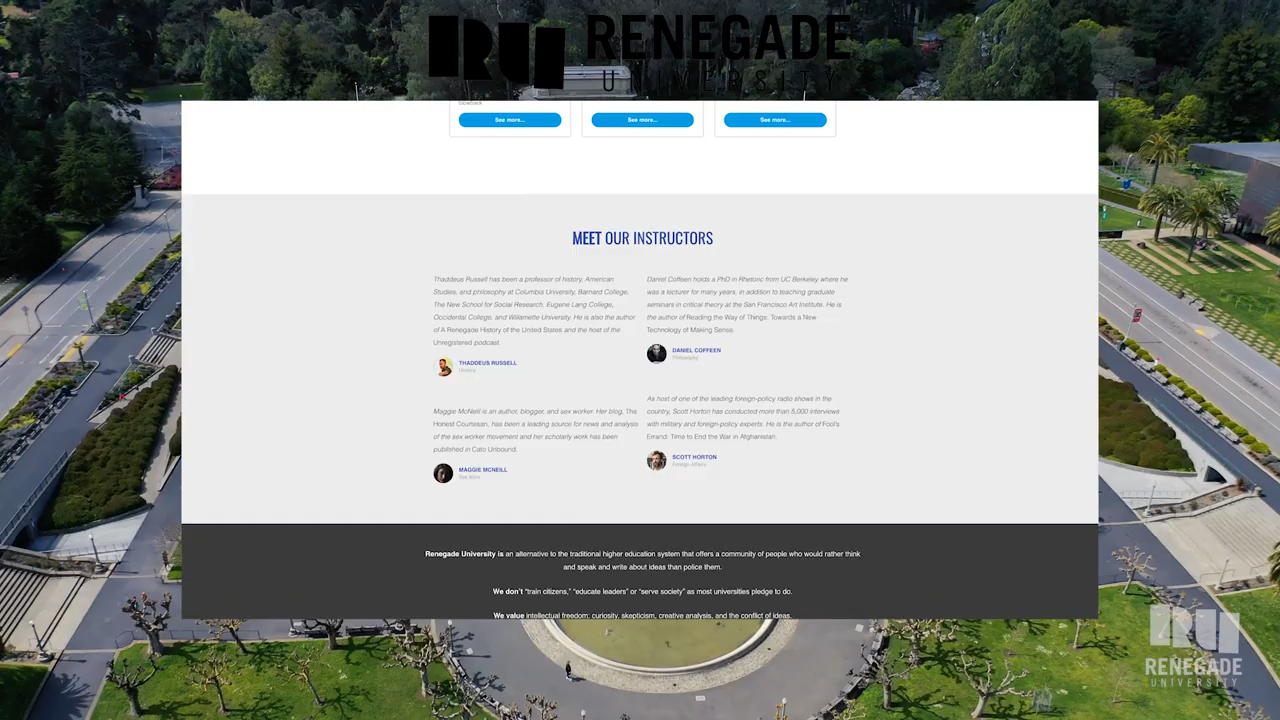 RU RENEGADE
UNIVERSITY
See more... See more... See more...
MEET OUR INSTRUCTORS
Thaddeus Russell has been a professor of history, American
Studies, and philosophy at Columbia University, Barnard College,
The New School for Social Research, Eugene Lang College,
Occidental College, and Willamette University. He is also the author
of A Renegade History of the United States and the host of the
Unregistered podcast.
THADDEUS RUSSELL
History
Daniel Coffeen holds a PhD in Rhetoric from UC Berkeley where he
was a lecturer for many years, in addition to teaching graduate
seminars in critical theory at the San Francisco Art Institute. He is
the author of Reading the Way of Things: Towards a New
Technology of Making Sense.
DANIEL COFFEEN
Philosophy
Maggie McNeill is an author, blogger, and sex worker. Her blog, The
Honest Courtesan, has been a leading source for news and analysis
of the sex worker movement and her scholarly work has been
published in Cato Unbound.
MAGGIE MCNEILL
Sex Work
As host of one of the leading foreign-policy radio shows in the
country, Scott Horton has conducted more than 5,000 interviews
with military and foreign-policy experts. He is the author of Fool's
Errand: Time to End the War in Afghanistan.
SCOTT HORTON
Foreign Affairs
Renegade University is an alternative to the traditional higher education system that offers a community of people who would rather think
and speak and write about ideas than police them.
We don't "train citizens," "educate leaders" or "serve society" as most universities pledge to do.
We value intellectual freedom: curiosity, skepticism, creative analysis, and the conflict of ideas.
RU
RENEGADE
UNIVERSITY